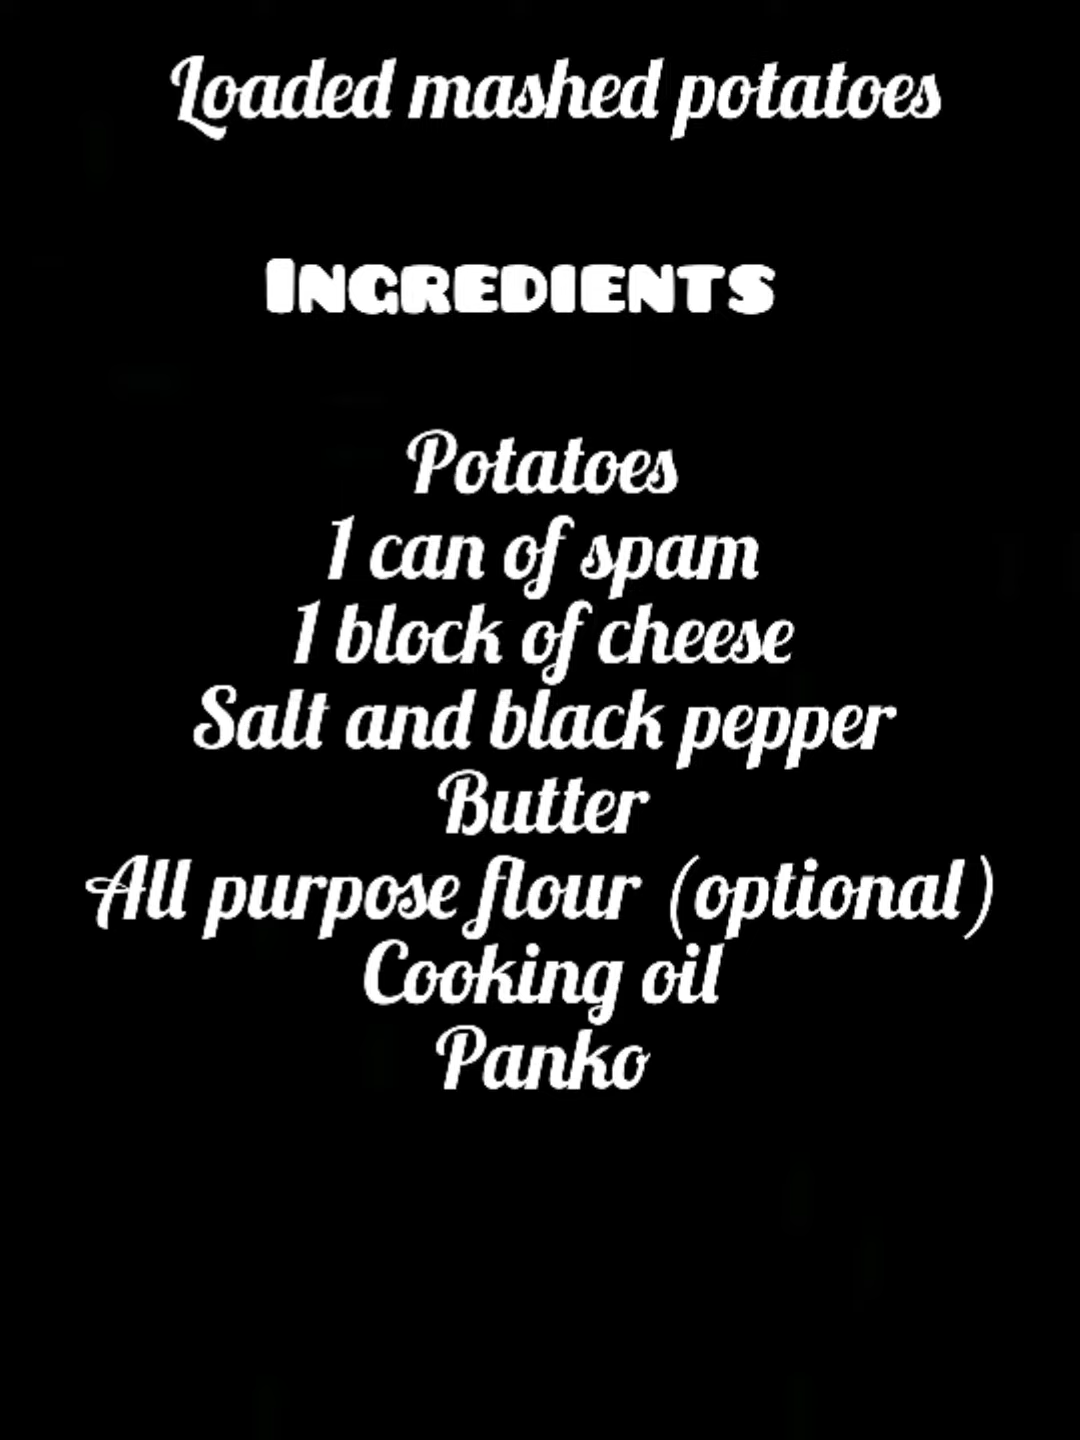 Loaded mashed potatoes
INGREDIENTS
Potatoes
1 can of spam
1 block of cheese
Salt and black pepper
Butter
All purpose flour (optional)
Cooking oil
Panko